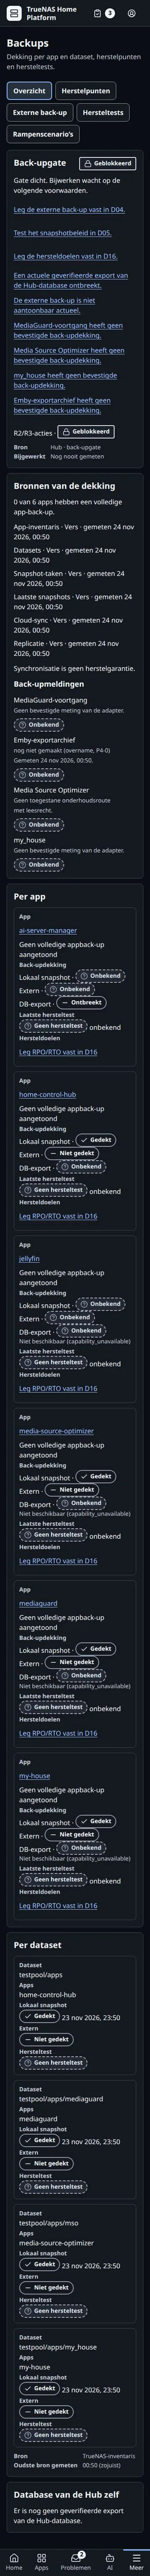 TrueNAS Home
Platform
3
Backups
Dekking per app en dataset, herstelpunten
en hersteltests.
Overzicht
Herstelpunten
Externe back-up
Hersteltests
Rampenscenario's
Back-upgate
Geblokkeerd
Gate dicht. Bijwerken wacht op de
volgende voorwaarden.
Leg de externe back-up vast in D04.
Test het snapshotbeleid in D05.
Leg de hersteldoelen vast in D16.
Een actuele geverifieerde export van
de Hub-database ontbreekt.
De externe back-up is niet
aantoonbaar actueel.
MediaGuard-voortgang heeft geen
bevestigde back-updekking.
Media Source Optimizer heeft geen
bevestigde back-updekking.
my_house heeft geen bevestigde
back-updekking.
Emby-exportarchief heeft geen
bevestigde back-updekking.
R2/R3-acties · Geblokkeerd
Bron Hub · back-upgate
Bijgewerkt Nog nooit gemeten
Bronnen van de dekking
0 van 6 apps hebben een volledige
app-back-up.
App-inventaris · Vers · gemeten 24 nov
2026, 00:50
Datasets · Vers · gemeten 24 nov
2026, 00:50
Snapshot-taken · Vers · gemeten 24
nov 2026, 00:50
Laatste snapshots · Vers · gemeten 24
nov 2026, 00:50
Cloud-sync · Vers · gemeten 24 nov
2026, 00:50
Replicatie · Vers · gemeten 24 nov
2026, 00:50
Synchronisatie is geen herstelgarantie.
Back-upmeldingen
MediaGuard-voortgang
Geen bevestigde meting van de adapter.
Onbekend
Emby-exportarchief
nog niet gemaakt (overname, P4-0)
Gemeten 24 nov 2026, 00:50.
Onbekend
Media Source Optimizer
Geen toegestane onderhoudsroute
met leesrecht.
Onbekend
my_house
Geen bevestigde meting van de adapter.
Onbekend
Per app
App
ai-server-manager
Geen volledige appback-up
aangetoond
Back-updekking
Lokaal snapshot · Onbekend
Extern · Onbekend
DB-export · Ontbreekt
Laatste hersteltest
Geen hersteltest onbekend
Hersteldoelen
Leg RPO/RTO vast in D16
App
home-control-hub
Geen volledige appback-up
aangetoond
Back-updekking
Lokaal snapshot · Gedekt
Extern · Niet gedekt
DB-export · Onbekend
Laatste hersteltest
Geen hersteltest onbekend
Hersteldoelen
Leg RPO/RTO vast in D16
App
jellyfin
Geen volledige appback-up
aangetoond
Back-updekking
Lokaal snapshot · Onbekend
Extern · Onbekend
DB-export · Onbekend
Niet beschikbaar (capability_unavailable)
Laatste hersteltest
Geen hersteltest onbekend
Hersteldoelen
Leg RPO/RTO vast in D16
App
media-source-optimizer
Geen volledige appback-up
aangetoond
Back-updekking
Lokaal snapshot · Gedekt
Extern · Niet gedekt
DB-export · Onbekend
Niet beschikbaar (capability_unavailable)
Laatste hersteltest
Geen hersteltest onbekend
Hersteldoelen
Leg RPO/RTO vast in D16
App
mediaguard
Geen volledige appback-up
aangetoond
Back-updekking
Lokaal snapshot · Gedekt
Extern · Niet gedekt
DB-export · Onbekend
Niet beschikbaar (capability_unavailable)
Laatste hersteltest
Geen hersteltest onbekend
Hersteldoelen
Leg RPO/RTO vast in D16
App
my-house
Geen volledige appback-up
aangetoond
Back-updekking
Lokaal snapshot · Gedekt
Extern · Niet gedekt
DB-export · Onbekend
Niet beschikbaar (capability_unavailable)
Laatste hersteltest
Geen hersteltest onbekend
Hersteldoelen
Leg RPO/RTO vast in D16
Per dataset
Dataset
testpool/apps
Apps
home-control-hub
Lokaal snapshot
Gedekt 23 nov 2026, 23:50
Extern
Niet gedekt
Hersteltest
Geen hersteltest
Dataset
testpool/apps/mediaguard
Apps
mediaguard
Lokaal snapshot
Gedekt 23 nov 2026, 23:50
Extern
Niet gedekt
Hersteltest
Geen hersteltest
Dataset
testpool/apps/mso
Apps
media-source-optimizer
Lokaal snapshot
Gedekt 23 nov 2026, 23:50
Extern
Niet gedekt
Hersteltest
Geen hersteltest
Dataset
testpool/apps/my_house
Apps
my-house
Lokaal snapshot
Gedekt 23 nov 2026, 23:50
Extern
Niet gedekt
Hersteltest
Geen hersteltest
Bron TrueNAS-inventaris
Oudste bron gemeten 00:50 (zojuist)
Database van de Hub zelf
Er is nog geen geverifieerde export
van de Hub-database.
2
Home Apps Problemen AI Meer